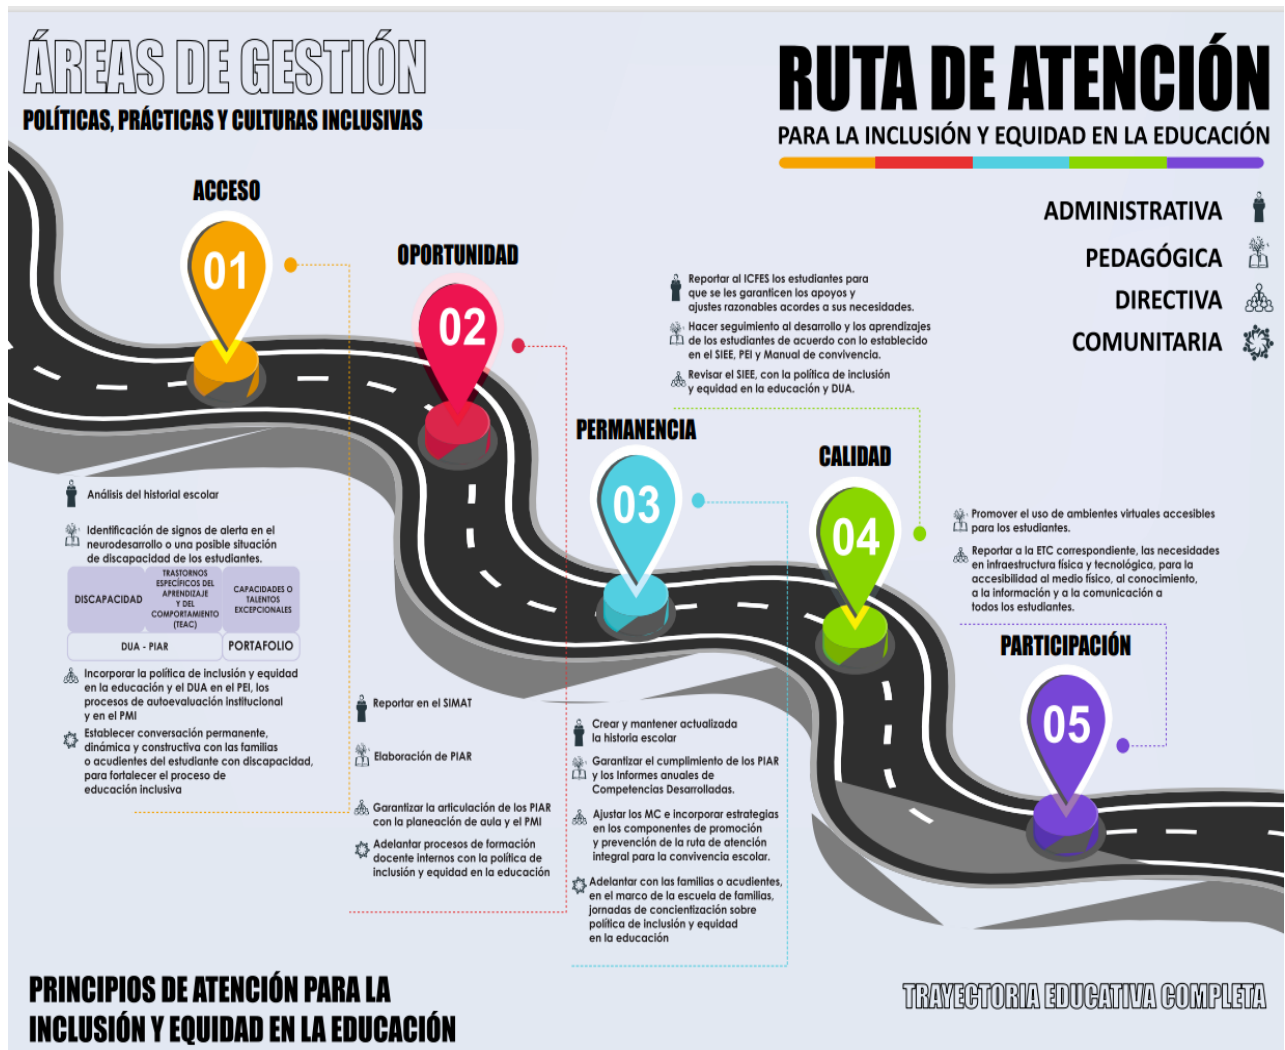 ÁREAS DE GESTIÓN
POLÍTICAS, PRÁCTICAS Y CULTURAS INCLUSIVAS
RUTA DE ATENCIÓN
PARA LA INCLUSIÓN Y EQUIDAD EN LA EDUCACIÓN
ADMINISTRATIVA
PEDAGÓGICA
DIRECTIVA
COMUNITARIA
ACCESO
01
Análisis del historial escolar
Identificación de signos de alerta en el
neurodesarrollo o una posible situación
de discapacidad de los estudiantes.
DISCAPACIDAD
TRASTORNOS
ESPECÍFICOS DEL
APRENDIZAJE
Y DEL
COMPORTAMIENTO
(TEAC)
CAPACIDADES O
TALENTOS
EXCEPCIONALES
DUA - PIAR
PORTAFOLIO
Incorporar la política de inclusión y equidad
en la educación y el DUA en el PEI, los
procesos de autoevaluación institucional
y en el PMI
Establecer conversación permanente,
dinámica y constructiva con las familias
o acudientes del estudiante con discapacidad,
para fortalecer el proceso de
educación inclusiva
OPORTUNIDAD
02
Reportar en el SIMAT
Elaboración de PIAR
Garantizar la articulación de los PIAR
con la planeación de aula y el PMI
Adelantar procesos de formación
docente internos con la política de
inclusión y equidad en la educación
PERMANENCIA
03
Crear y mantener actualizada
la historia escolar
Garantizar el cumplimiento de los PIAR
y los Informes anuales de
Competencias Desarrolladas.
Ajustar los MC e incorporar estrategias
en los componentes de promoción
y prevención de la ruta de atención
integral para la convivencia escolar.
Adelantar con las familias o acudientes,
en el marco de la escuela de familias,
jornadas de concientización sobre
política de inclusión y equidad
en la educación
Reportar al ICFES los estudiantes para
que se les garanticen los apoyos y
ajustes razonables acordes a sus necesidades.
Hacer seguimiento al desarrollo y los aprendizajes
de los estudiantes de acuerdo con lo establecido
en el SIEE, PEI y Manual de convivencia.
Revisar el SIEE, con la política de inclusión
y equidad en la educación y DUA.
CALIDAD
04
Promover el uso de ambientes virtuales accesibles
para los estudiantes.
Reportar a la ETC correspondiente, las necesidades
en infraestructura física y tecnológica, para la
accesibilidad al medio físico, al conocimiento,
a la información y a la comunicación a
todos los estudiantes.
PARTICIPACIÓN
05
PRINCIPIOS DE ATENCIÓN PARA LA
INCLUSIÓN Y EQUIDAD EN LA EDUCACIÓN
TRAYECTORIA EDUCATIVA COMPLETA